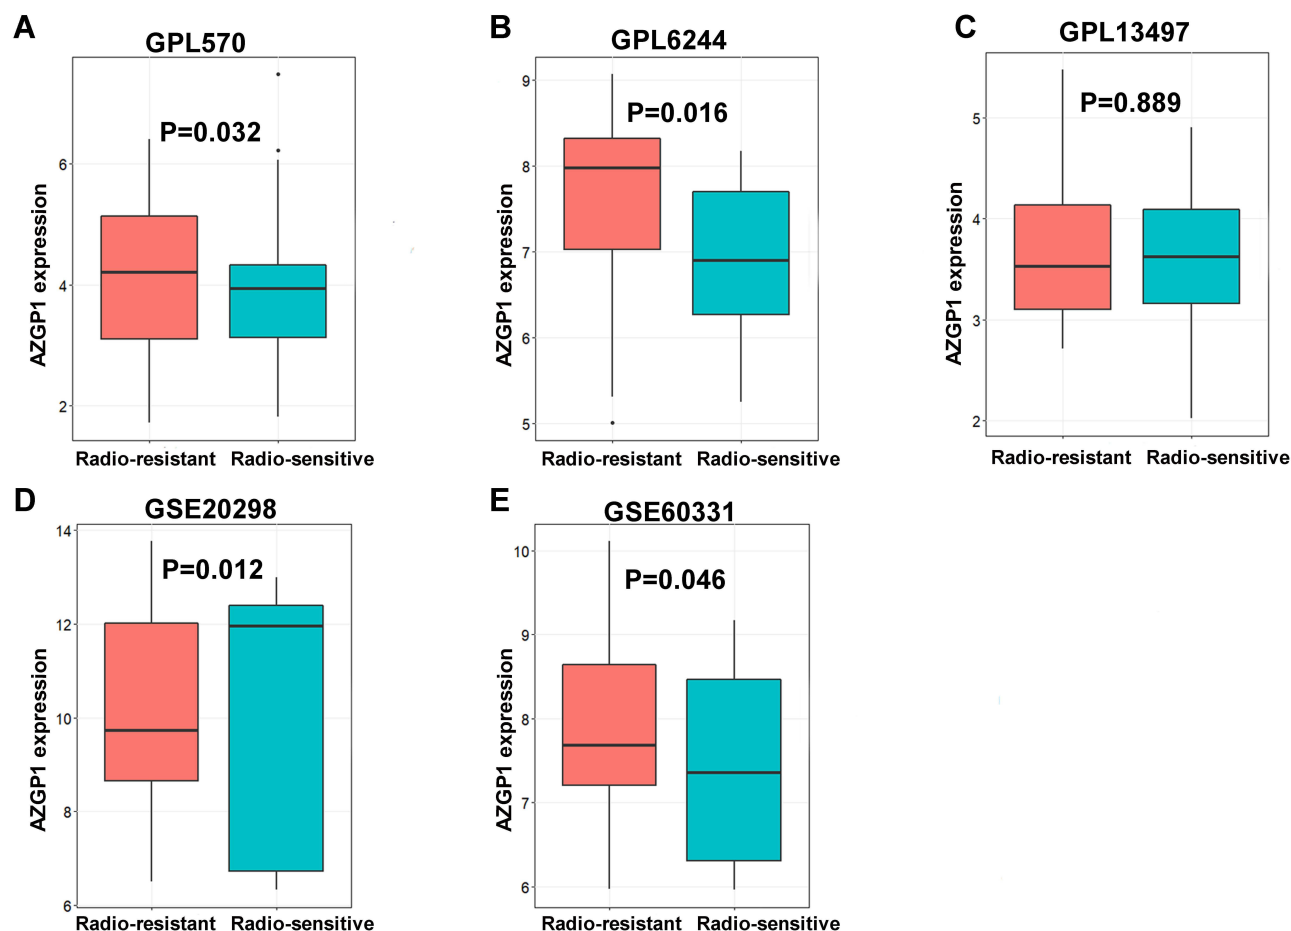 A
GPL570
P=0.032
AZGP1 expression
6
4
2
Radio-resistant Radio-sensitive
B
GPL6244
P=0.016
AZGP1 expression
9
8
7
6
5
Radio-resistant Radio-sensitive
C
GPL13497
P=0.889
AZGP1 expression
5
4
3
2
Radio-resistant Radio-sensitive
D
GSE20298
P=0.012
AZGP1 expression
14
12
10
8
6
Radio-resistant Radio-sensitive
E
GSE60331
P=0.046
AZGP1 expression
10
9
8
7
6
Radio-resistant Radio-sensitive